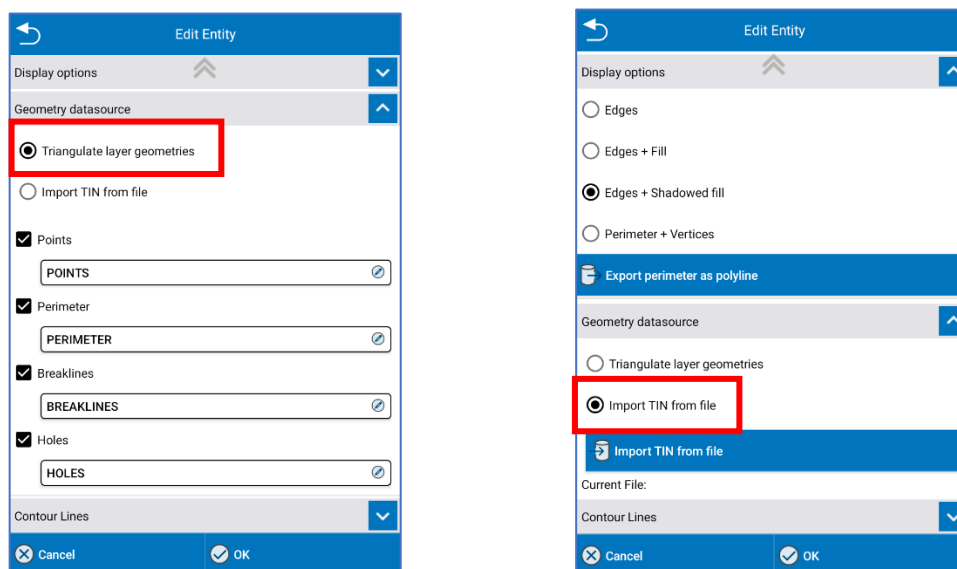 Edit Entity
Display options
Geometry datasource
Triangulate layer geometries
Import TIN from file
Points
POINTS
Perimeter
PERIMETER
Breaklines
BREAKLINES
Holes
HOLES
Contour Lines
Cancel OK
Edit Entity
Display options
Edges
Edges + Fill
Edges + Shadowed fill
Perimeter + Vertices
Export perimeter as polyline
Geometry datasource
Triangulate layer geometries
Import TIN from file
Import TIN from file
Current File:
Contour Lines
Cancel OK